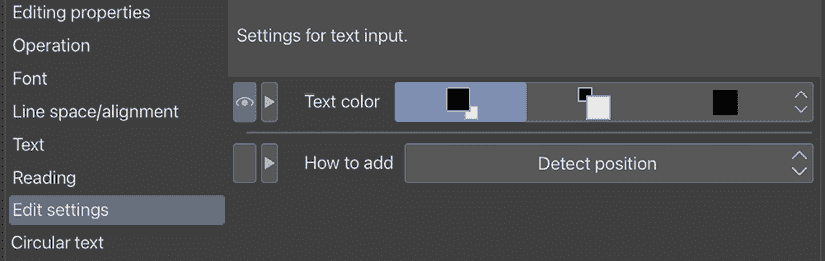 Editing properties
Operation
Font
Line space/alignment
Text
Reading
Edit settings
Circular text
Settings for text input.
Text color
How to add
Detect position